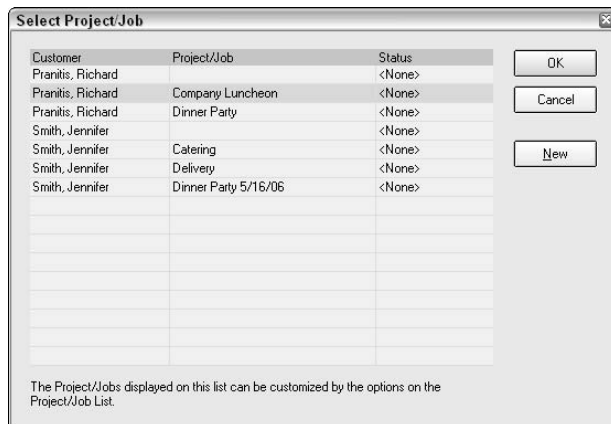 Select Project/Job
Customer Project/Job Status
Pranitis, Richard <None>
Pranitis, Richard Company Luncheon <None>
Pranitis, Richard Dinner Party <None>
Smith, Jennifer <None>
Smith, Jennifer Catering <None>
Smith, Jennifer Delivery <None>
Smith, Jennifer Dinner Party 5/16/06 <None>
OK
Cancel
New
The Project/Jobs displayed on this list can be customized by the options on the
Project/Job List.